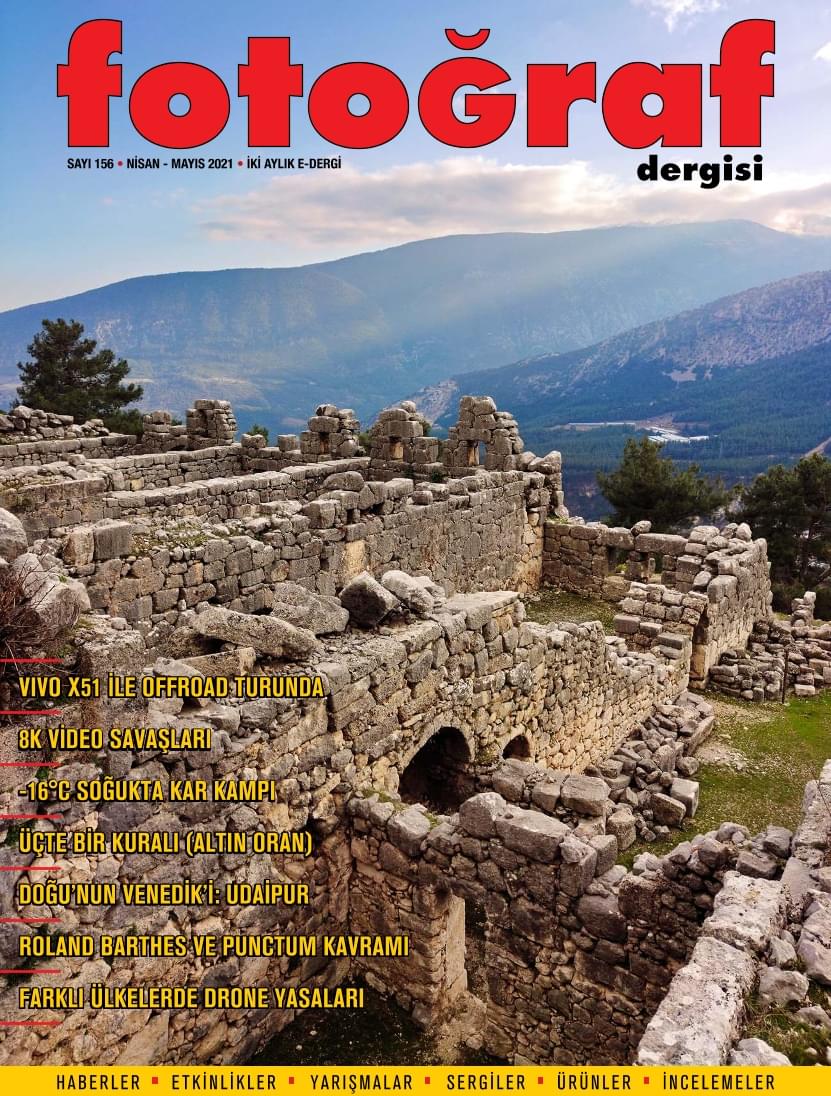 fotoĞraf
dergisi
SAYI 156 • NİSAN - MAYIS 2021 • İKİ AYLIK E-DERGİ
VIVO X51 İLE OFFROAD TURUNDA
8K VİDEO SAVAŞLARI
-16°C SOĞUKTA KAR KAMPI
ÜÇTE BİR KURALI (ALTIN ORAN)
DOĞU'NUN VENEDİK'İ: UDAIPUR
ROLAND BARTHES VE PUNCTUM KAVRAMI
FARKLI ÜLKELERDE DRONE YASALARI
HABERLER ▪ ETKİNLİKLER ▪ YARIŞMALAR ▪ SERGİLER ▪ ÜRÜNLER ▪ İNCELEMELER